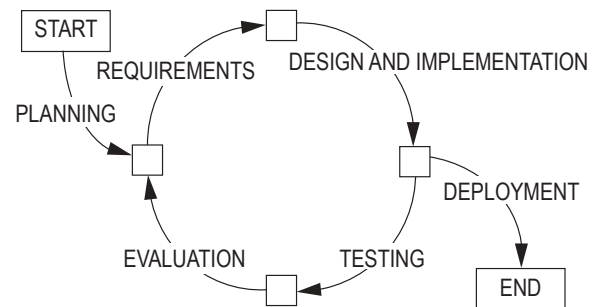 START
REQUIREMENTS
DESIGN AND IMPLEMENTATION
PLANNING
DEPLOYMENT
EVALUATION
TESTING
END